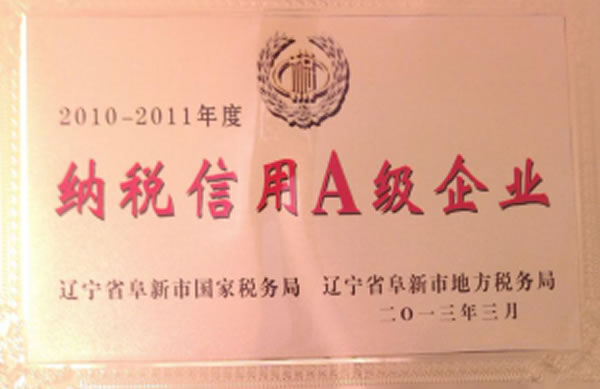 2010-2011年度
纳税信用A级企业
辽宁省阜新市国家税务局 辽宁省阜新市地方税务局
二〇一三年三月